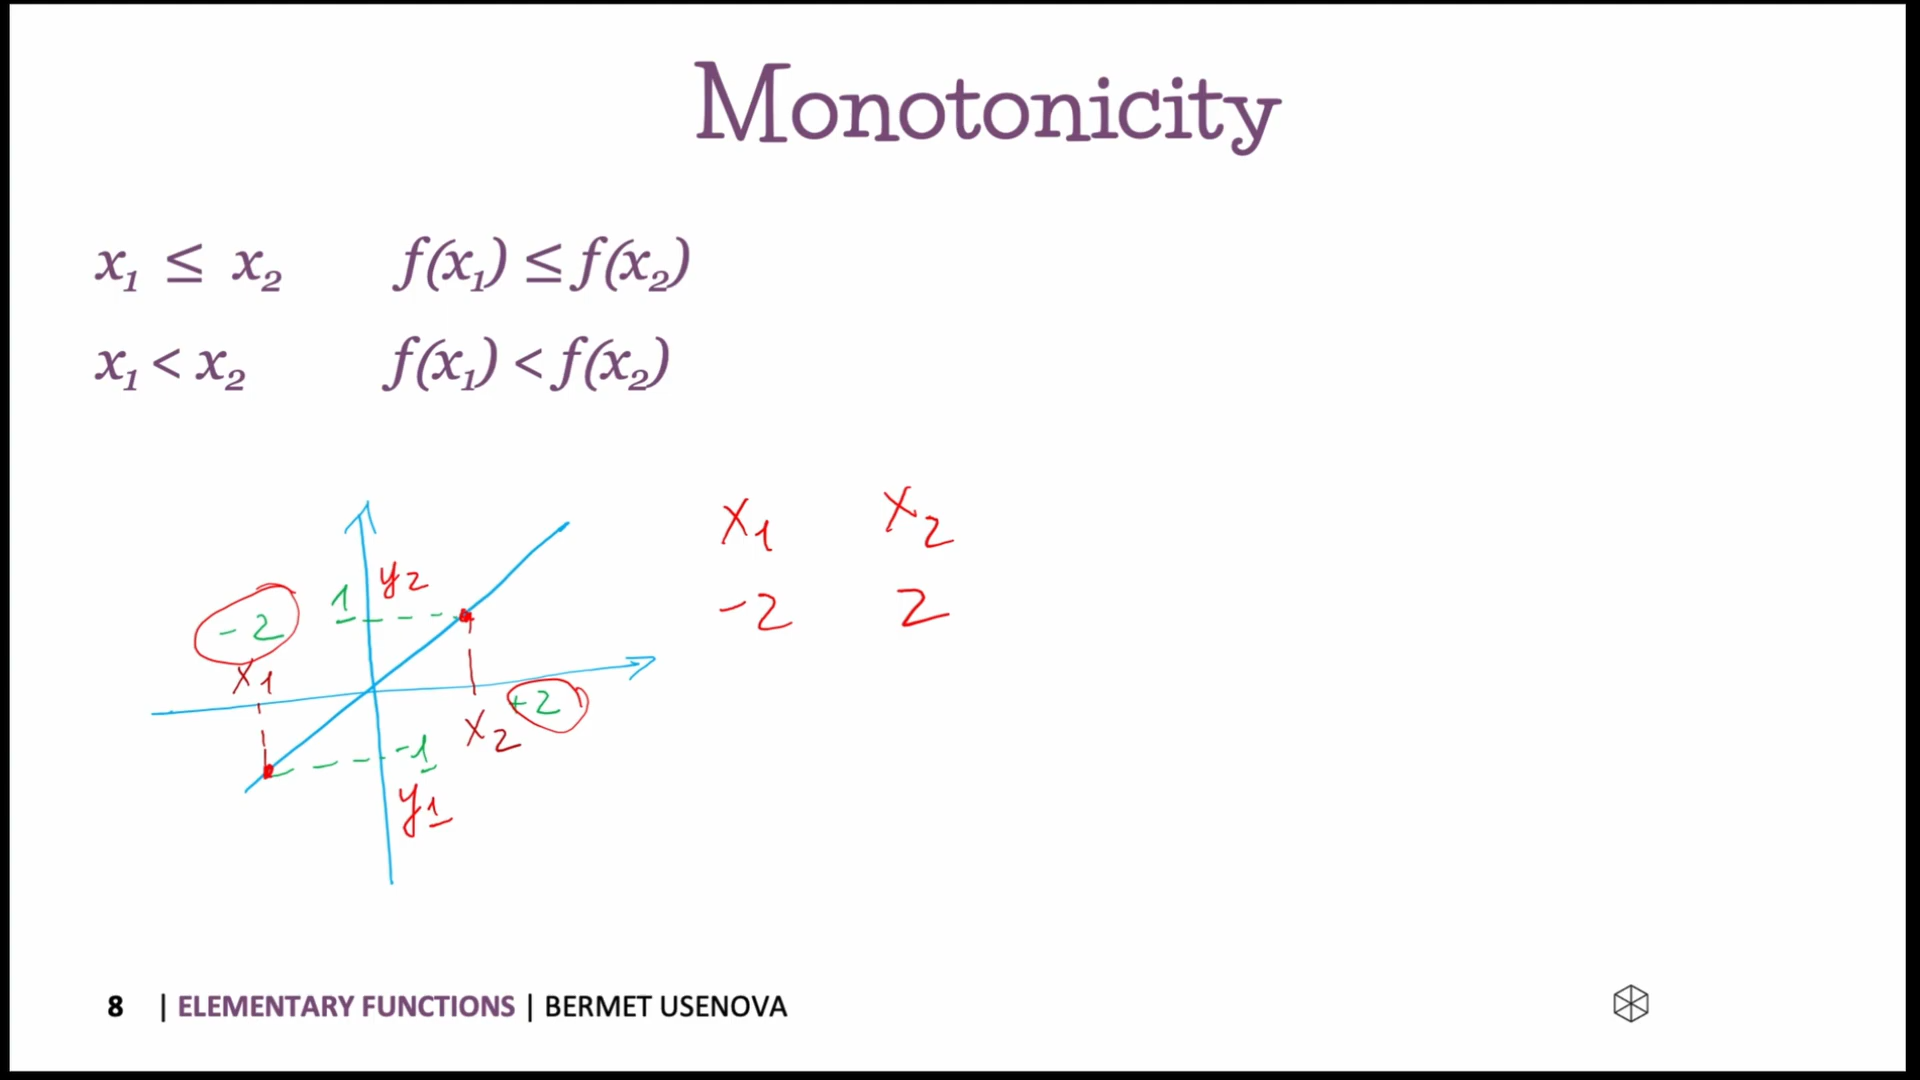 Monotonicity
x₁ ≤ x₂ f(x₁) ≤ f(x₂)
x₁ < x₂ f(x₁) < f(x₂)
x₁ x₂
-2 2
y₂
1
-2
x₁
+2
x₂
-1
y₁
8 | ELEMENTARY FUNCTIONS | BERMET USENOVA